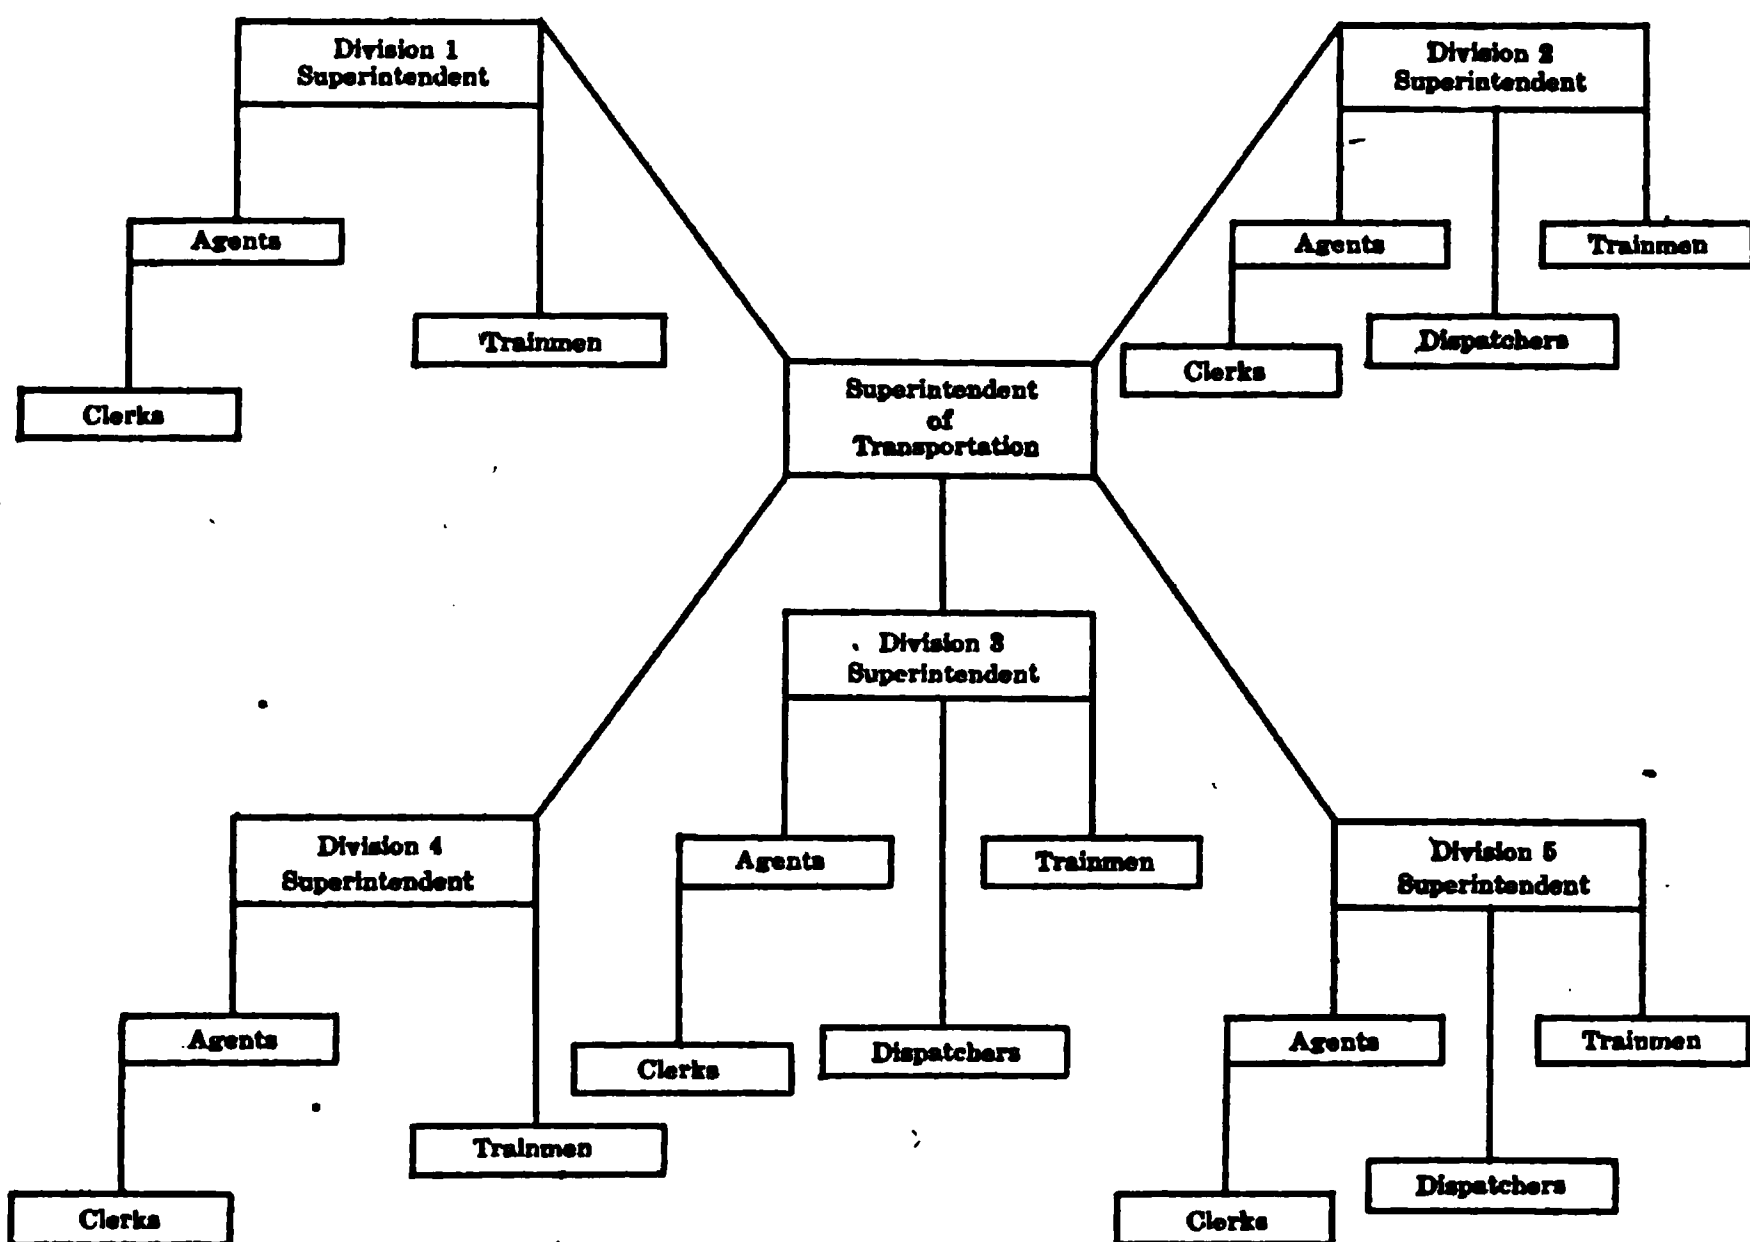 Division 1
Superintendent
Division 2
Superintendent
Agents
Agents
Trainmen
Trainmen
Dispatchers
Clerks
Clerks
Superintendent
of
Transportation
Division 3
Superintendent
Division 4
Superintendent
Agents
Trainmen
Division 5
Superintendent
Agents
Clerks
Dispatchers
Agents
Trainmen
Trainmen
Clerks
Dispatchers
Clerks